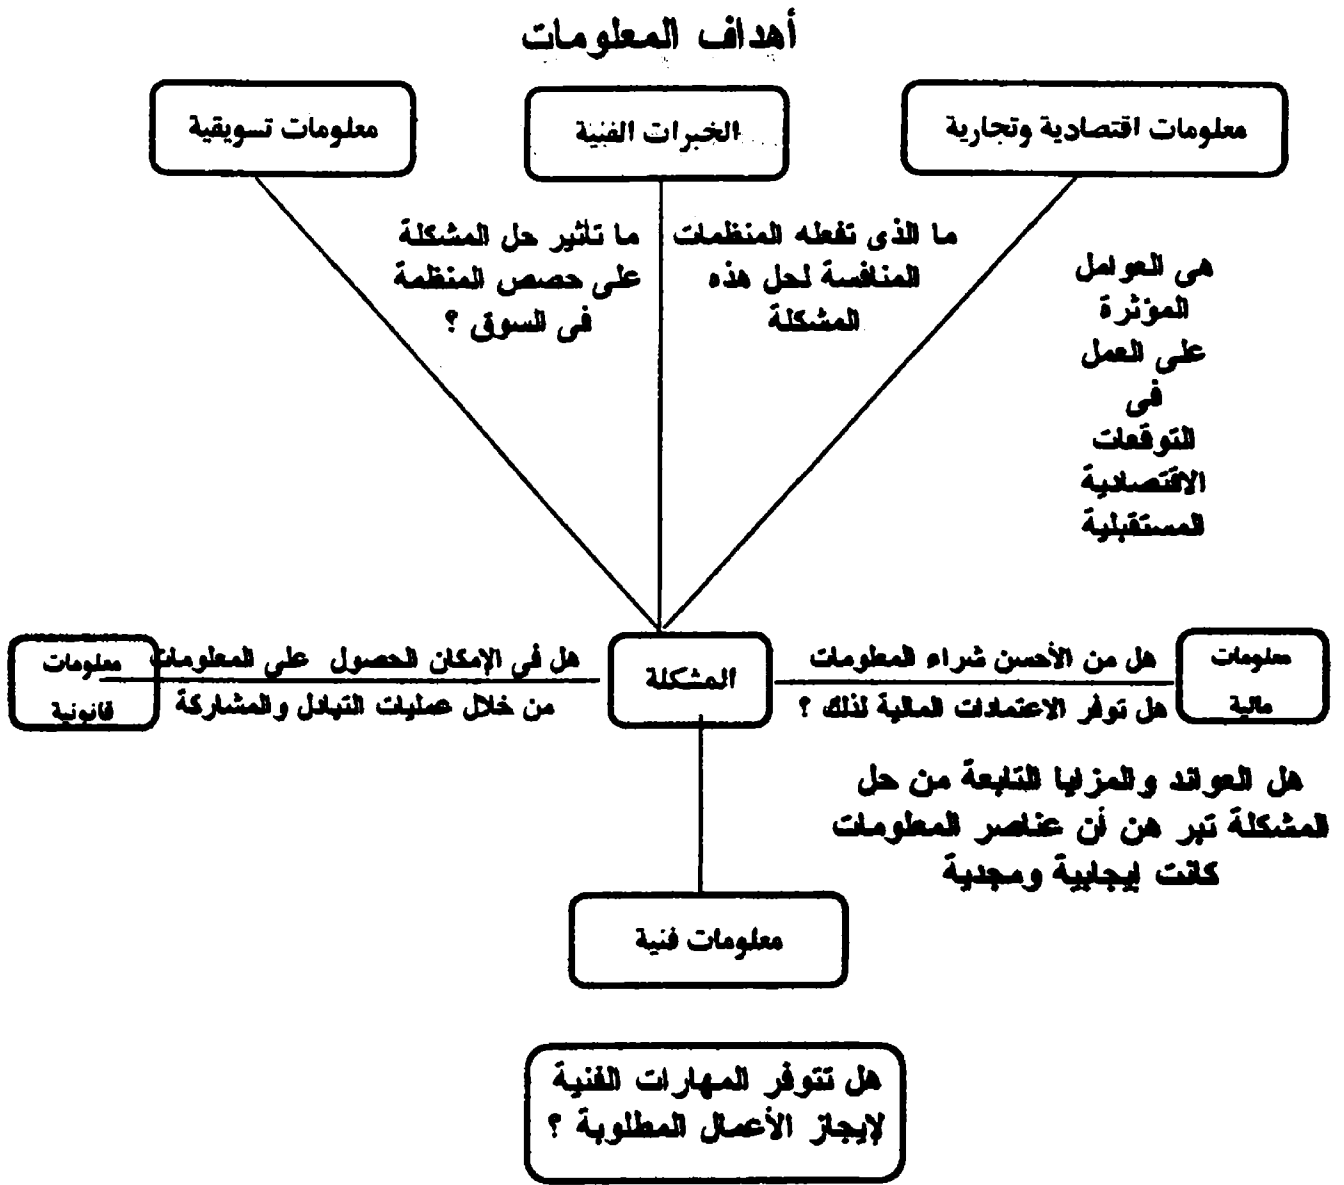 أهداف المعلومات
معلومات اقتصادية وتجارية
الخبرات الفنية
معلومات تسويقية
هى العوامل
المؤثرة
على العمل
فى
التوقعات
الاقتصادية
المستقبلية
ما الذى تفعله المنظمات
المنافسة لحل هذه
المشكلة
ما تأثير حل المشكلة
على حصص المنظمة
فى السوق ؟
معلومات
مالية
هل من الأحسن شراء المعلومات
هل توفر الاعتمادات المالية لذلك ؟
المشكلة
هل في الإمكان الحصول على المعلومات
من خلال عمليات التبادل والمشاركة
معلومات
قانونية
هل العوائد والمزايا التابعة من حل
المشكلة تبر هن أن عناصر المعلومات
كانت إيجابية ومجدية
معلومات فنية
هل تتوفر المهارات الفنية
لإيجاز الأعمال المطلوبة ؟